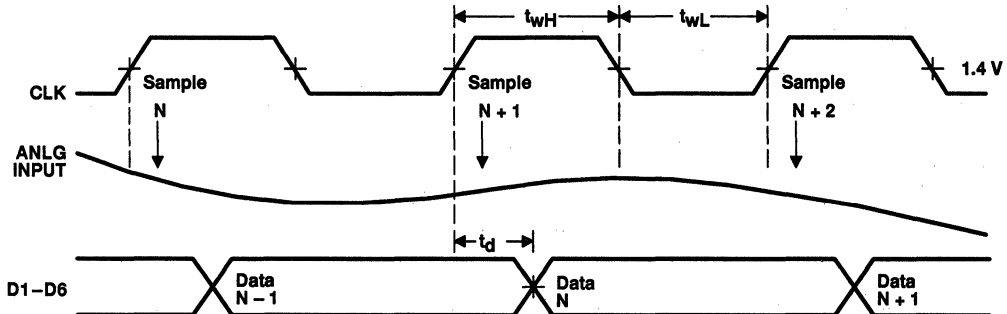 twH
twL
Sample
N
Sample
N + 1
Sample
N + 2
1.4 V
CLK
ANLG
INPUT
td
D1–D6
Data
N – 1
Data
N
Data
N + 1